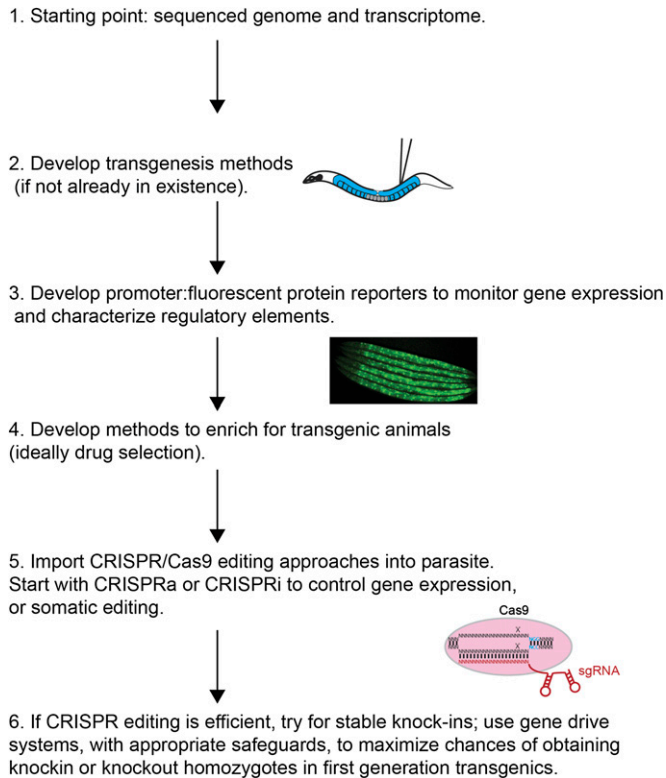 1. Starting point: sequenced genome and transcriptome.
2. Develop transgenesis methods
(if not already in existence).
3. Develop promoter:fluorescent protein reporters to monitor gene expression
and characterize regulatory elements.
4. Develop methods to enrich for transgenic animals
(ideally drug selection).
5. Import CRISPR/Cas9 editing approaches into parasite.
Start with CRISPRa or CRISPRi to control gene expression,
or somatic editing.
Cas9
X
X
sgRNA
6. If CRISPR editing is efficient, try for stable knock-ins; use gene drive
systems, with appropriate safeguards, to maximize chances of obtaining
knockin or knockout homozygotes in first generation transgenics.